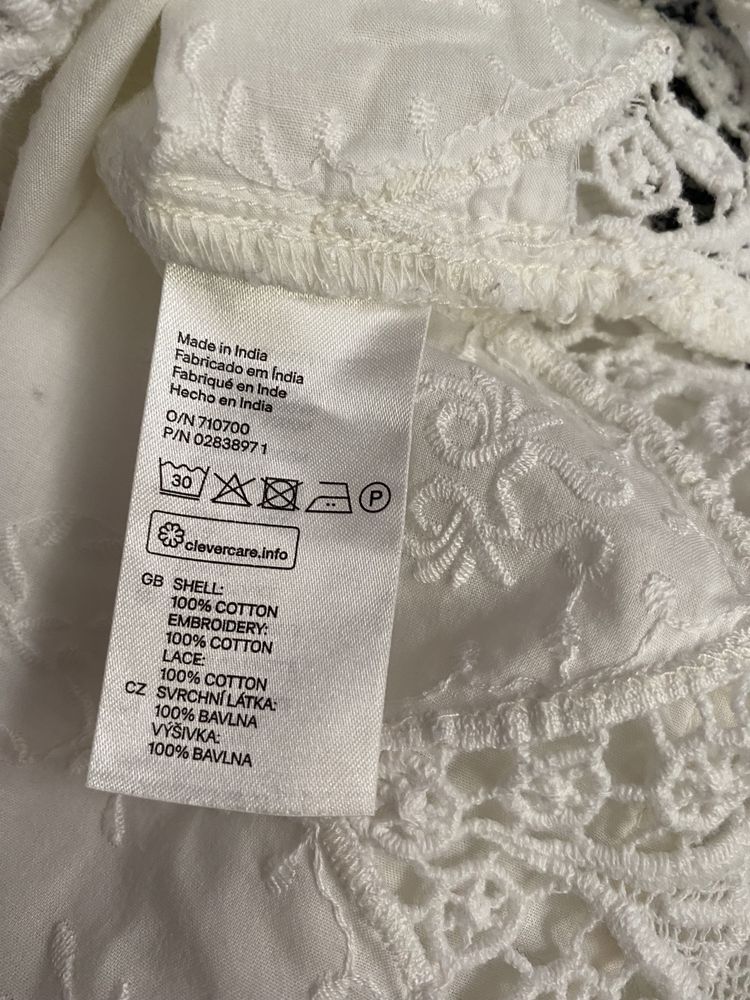 Made in India
Fabricado em Índia
Fabriqué en Inde
Hecho en India
O/N 710700
P/N 02838971
30 P
clevercare.info
GB SHELL:
100% COTTON
EMBROIDERY:
100% COTTON
LACE:
100% COTTON
CZ SVRCHNÍ LÁTKA:
100% BAVLNA
VÝŠIVKA:
100% BAVLNA